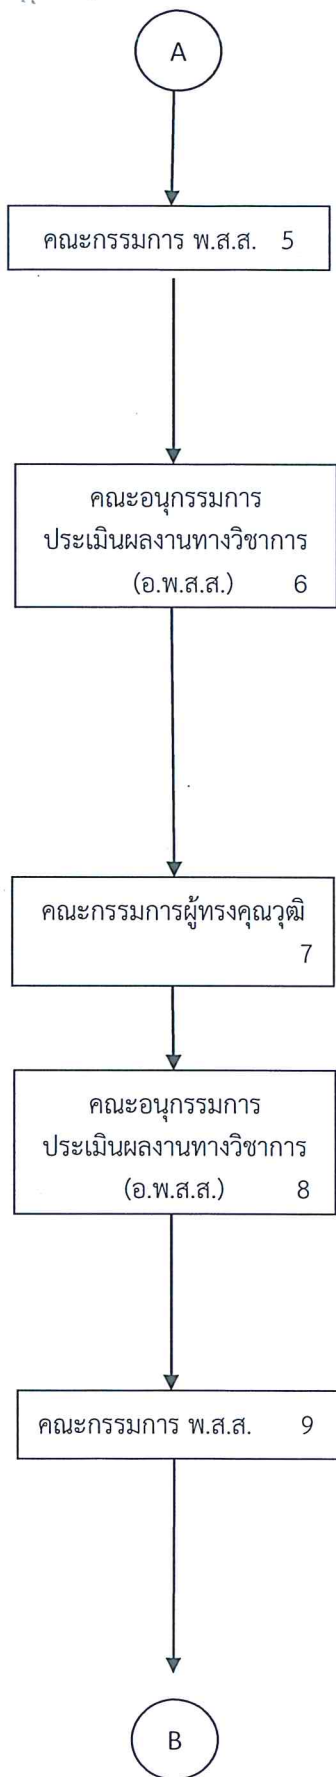 A
คณะกรรมการ พ.ส.ส. 5
คณะอนุกรรมการ
ประเมินผลงานทางวิชาการ
(อ.พ.ส.ส.) 6
คณะกรรมการผู้ทรงคุณวุฒิ
7
คณะอนุกรรมการ
ประเมินผลงานทางวิชาการ
(อ.พ.ส.ส.) 8
คณะกรรมการ พ.ส.ส. 9
B